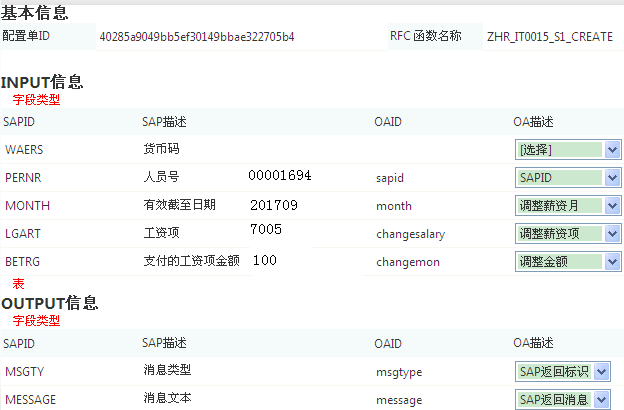 基本信息
配置单ID 40285a9049bb5ef30149bbae322705b4 RFC 函数名称 ZHR_IT0015_S1_CREATE
INPUT信息
字段类型
SAPID SAP描述 OAID OA描述
WAERS 货币码 [选择]
PERNR 人员号 00001694 sapid SAPID
MONTH 有效截至日期 201709 month 调整薪资月
LGART 工资项 7005 changesalary 调整薪资项
BETRG 支付的工资项金额 100 changemon 调整金额
表
OUTPUT信息
字段类型
SAPID SAP描述 OAID OA描述
MSGTY 消息类型 msgtype SAP返回标识
MESSAGE 消息文本 message SAP返回消息